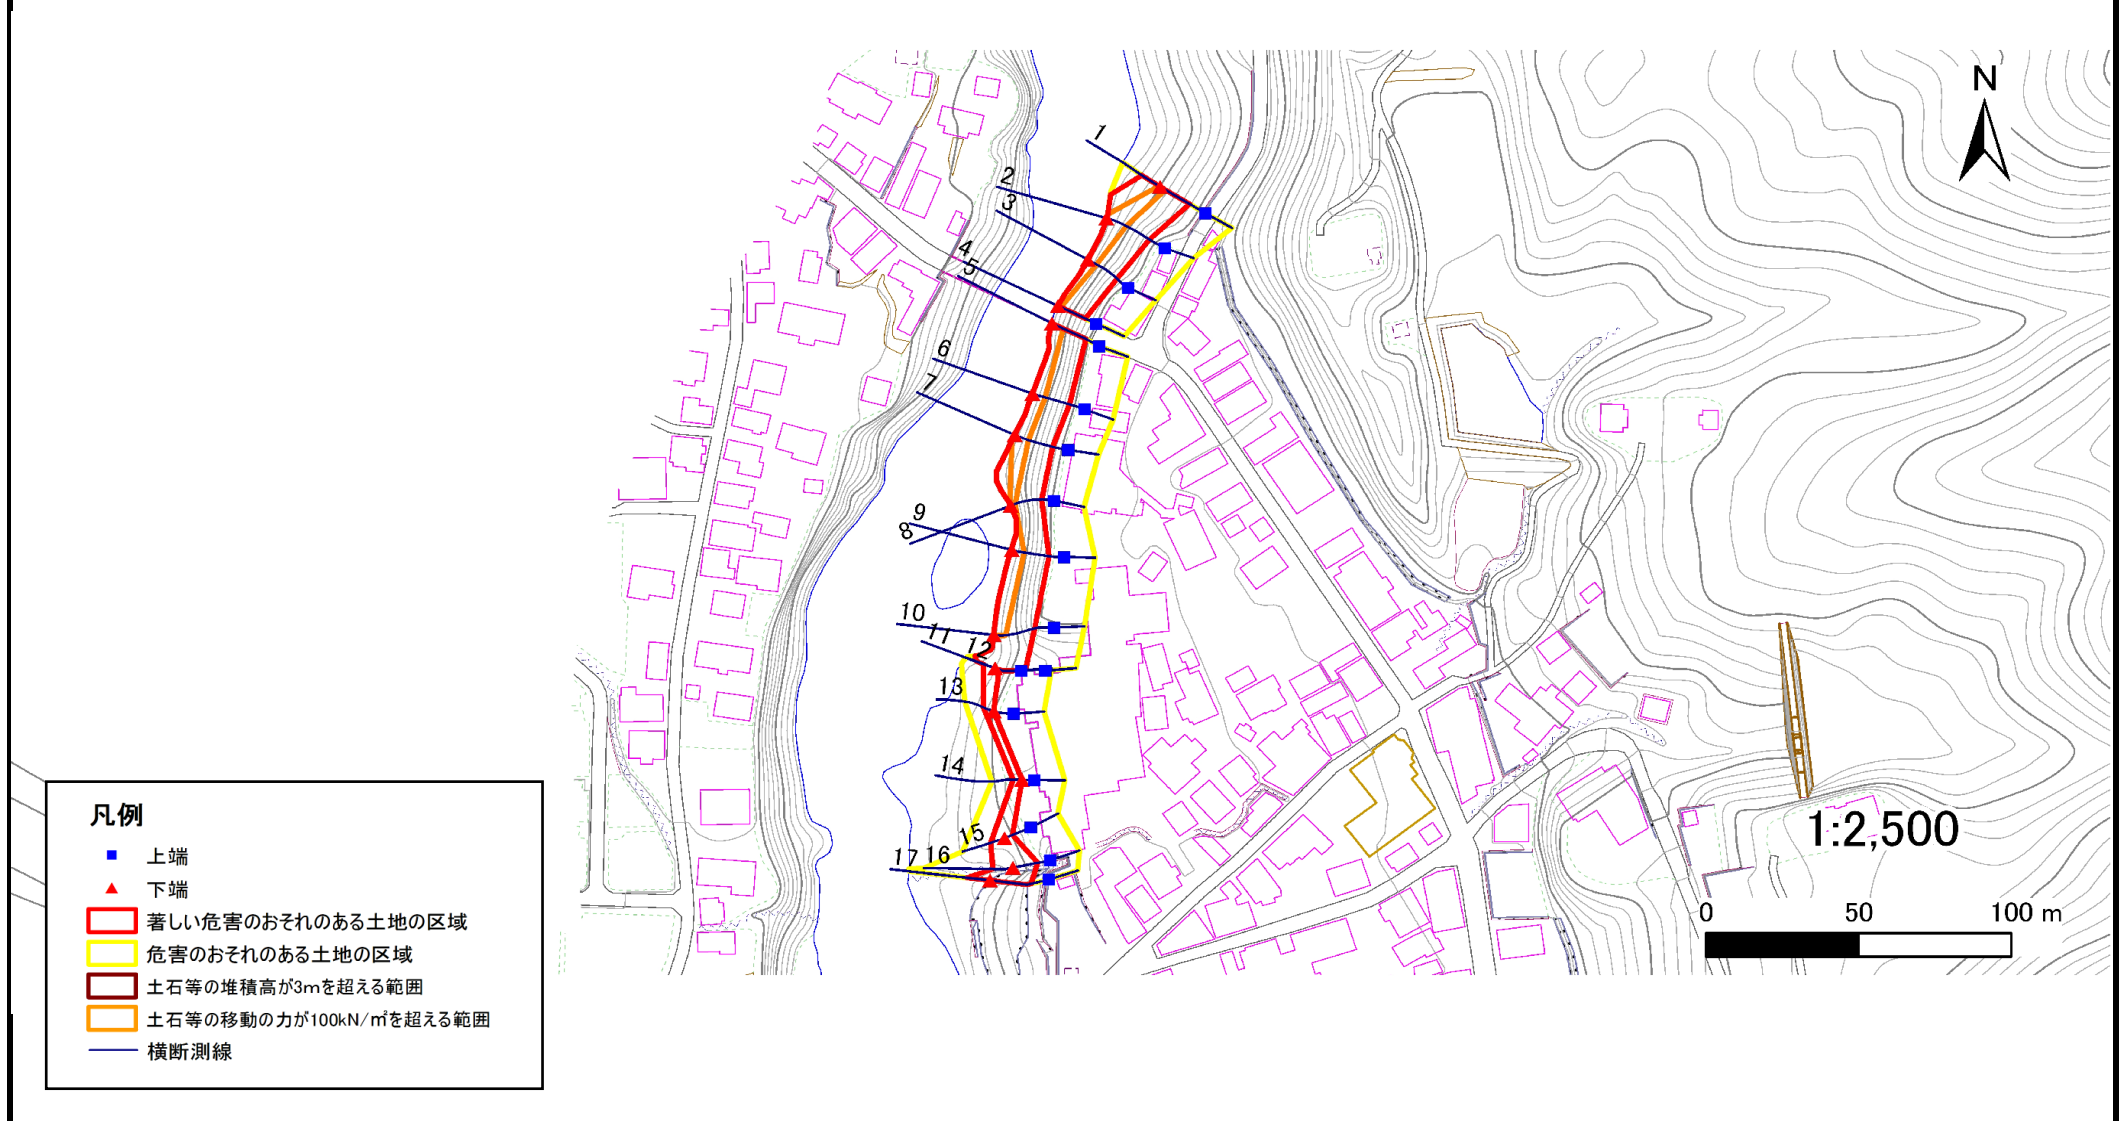 N
1
2
3
4
5
6
7
9
8
10
11
12
13
14
15
16
17
凡例
上端
下端
著しい危害のおそれのある土地の区域
危害のおそれのある土地の区域
土石等の堆積高が3mを超える範囲
土石等の移動の力が100kN/㎡を超える範囲
横断測線
1:2,500
0 50 100 m